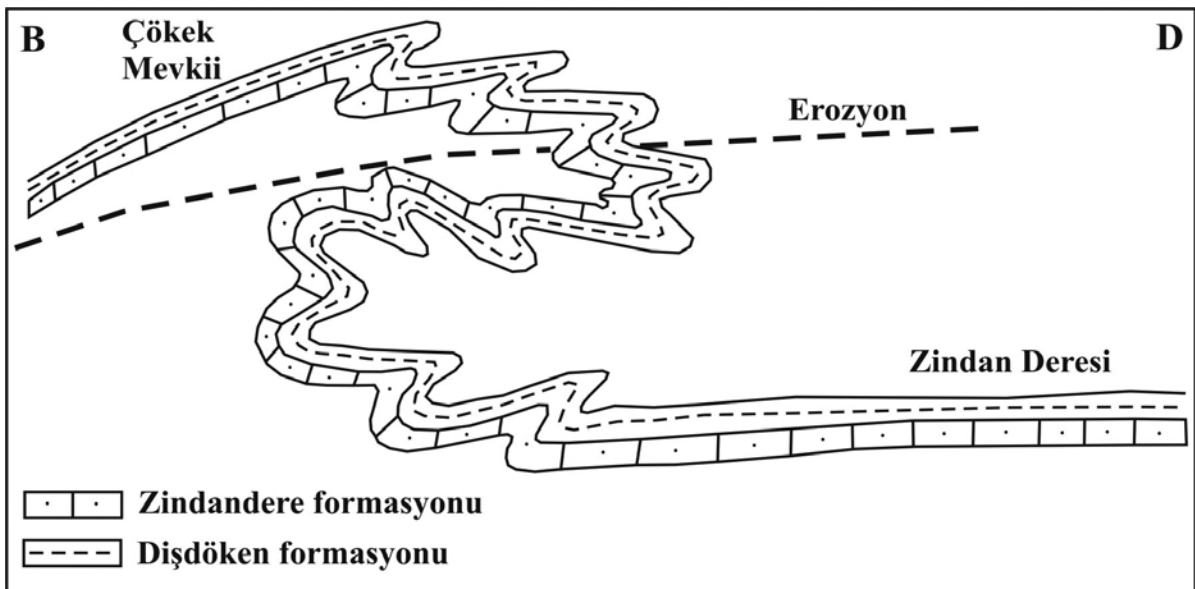 B
Çökek
Mevkii
D
Erozyon
Zindan Deresi
Zindandere formasyonu
Dişdöken formasyonu